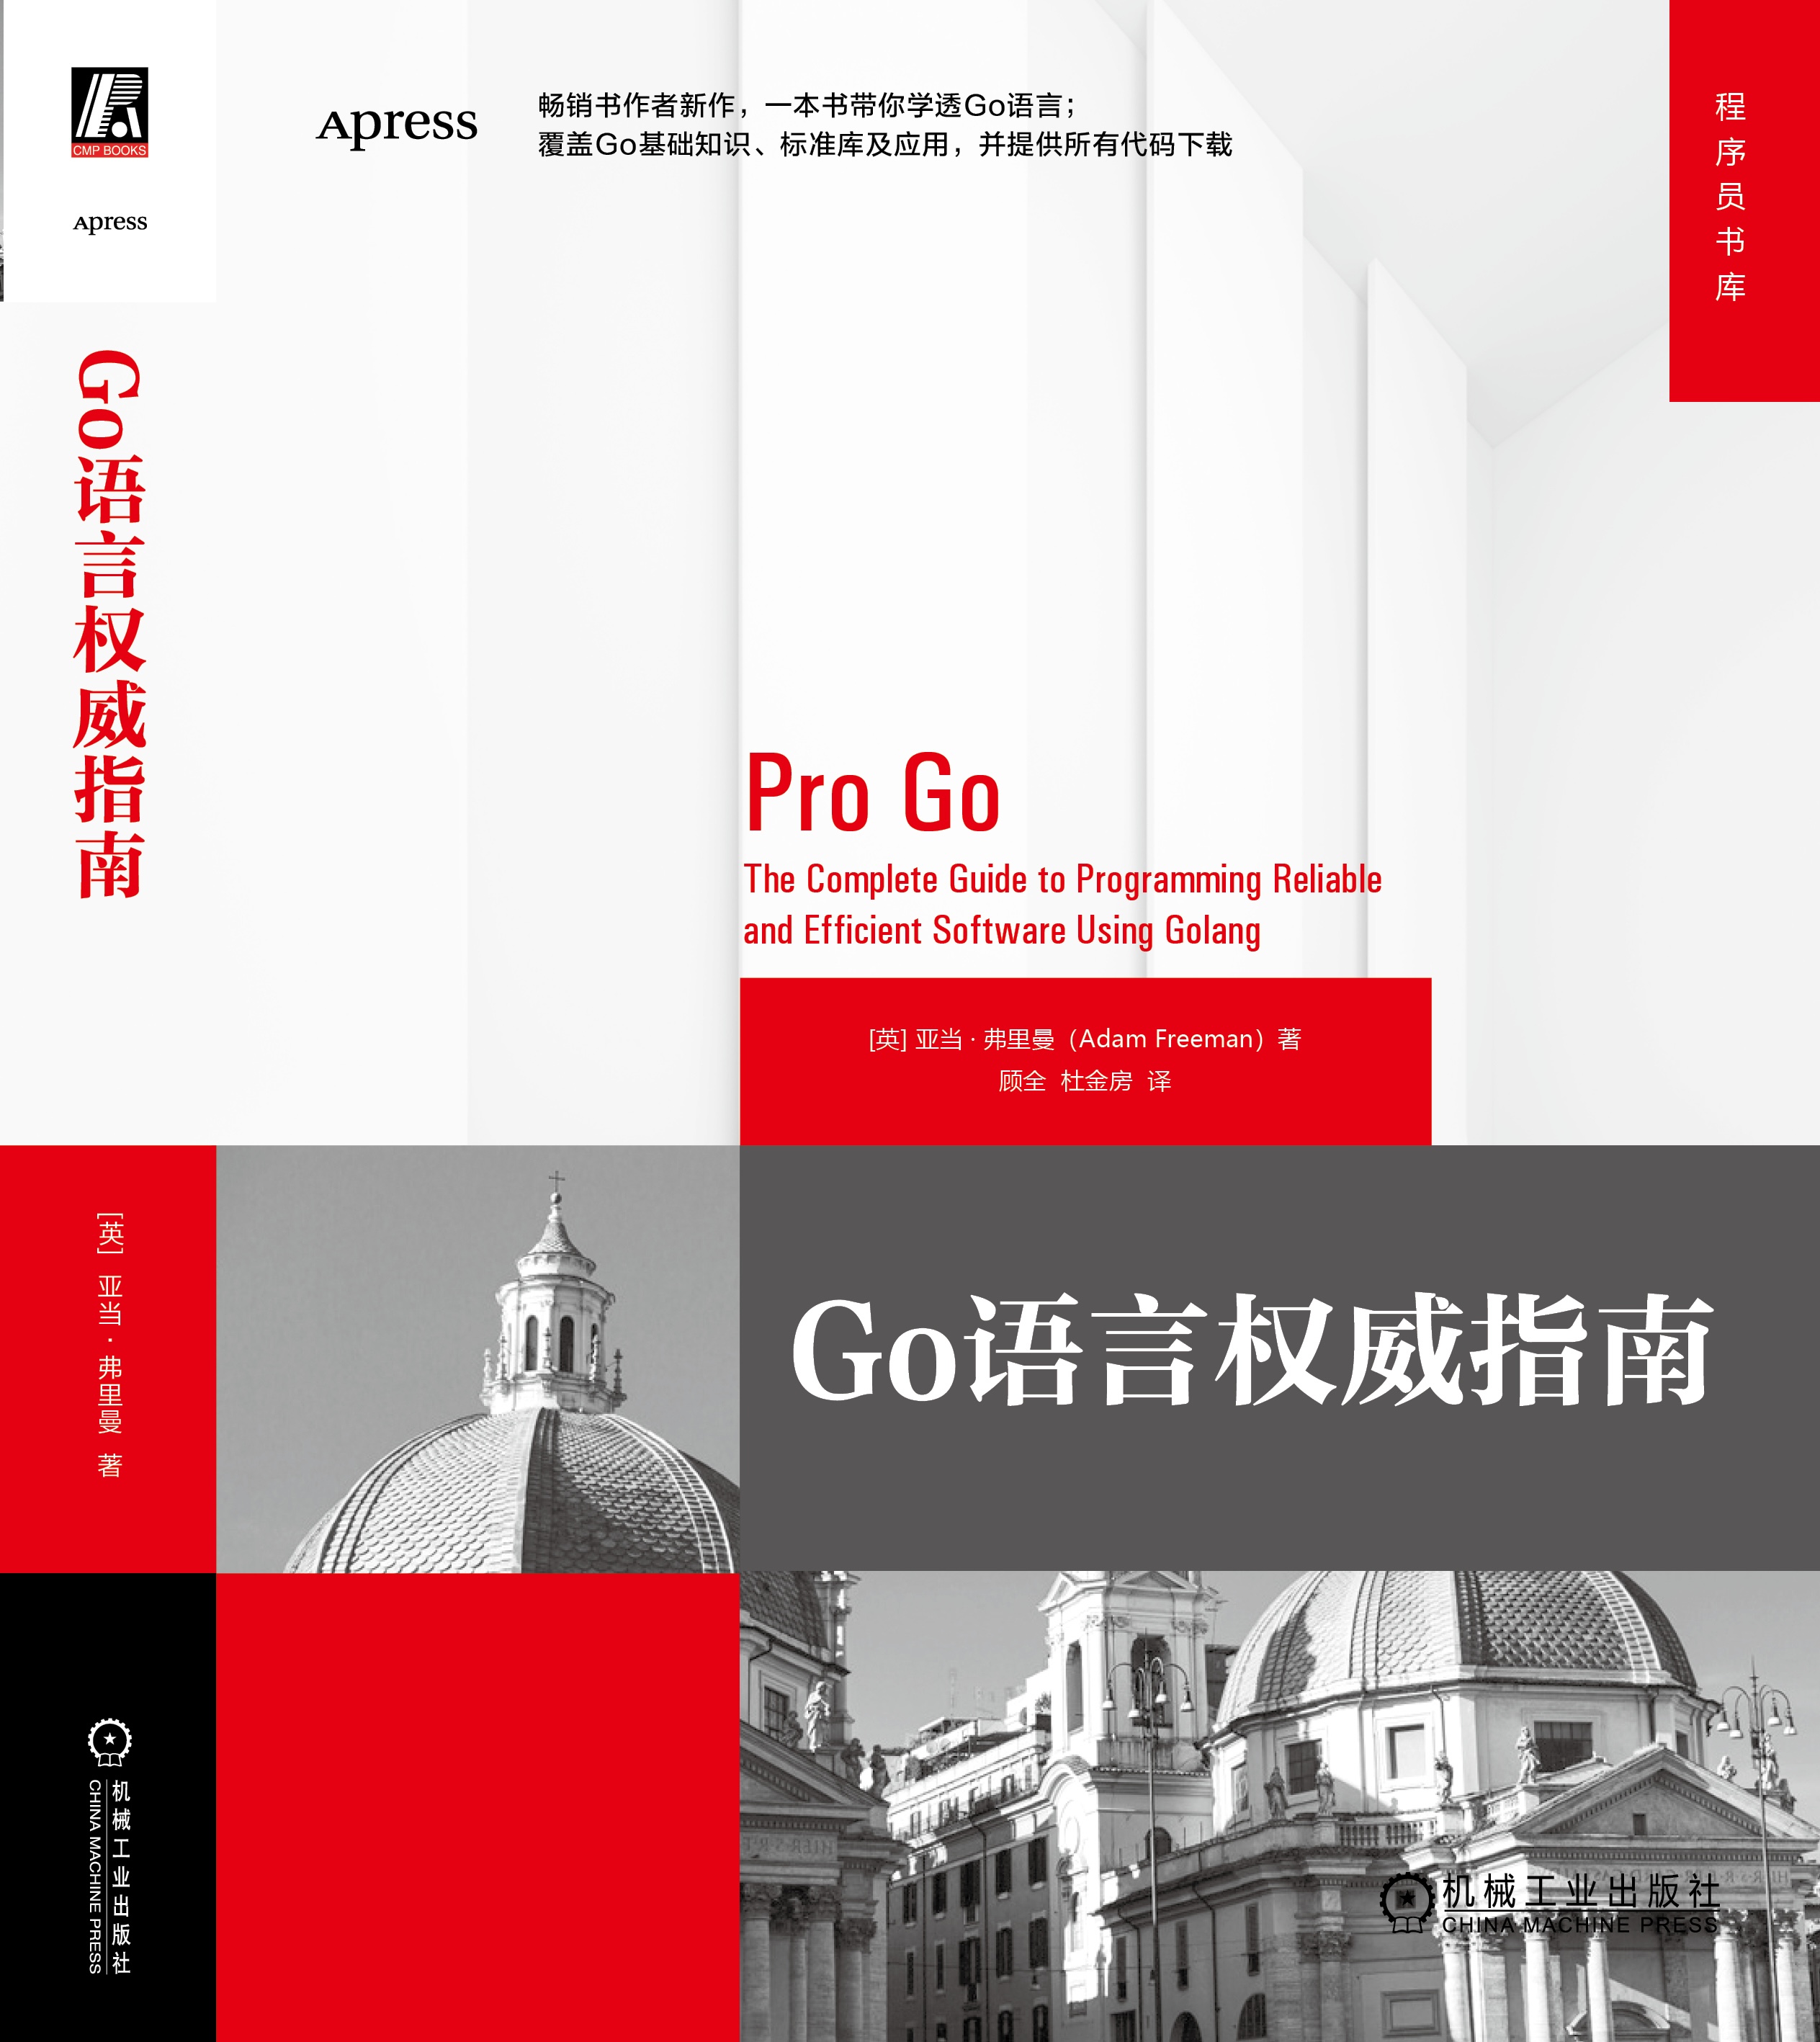 CMP BOOKS
Apress
Go语言权威指南
[英] 亚当·弗里曼 著
机械工业出版社
CHINA MACHINE PRESS
Apress
畅销书作者新作，一本书带你学透Go语言；
覆盖Go基础知识、标准库及应用，并提供所有代码下载
程序员书库
Pro Go
The Complete Guide to Programming Reliable
and Efficient Software Using Golang
[英] 亚当·弗里曼（Adam Freeman）著
顾全 杜金房 译
Go语言权威指南
机械工业出版社
CHINA MACHINE PRESS